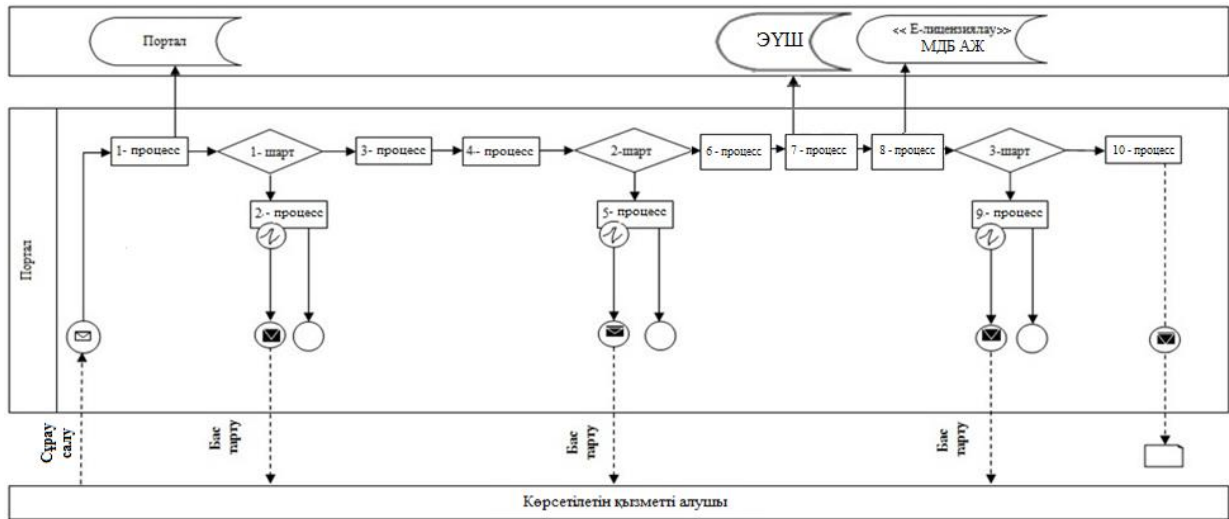 Портал
ЭҮШ
<< Е-лицензиялау>>
МДБ АЖ
Портал
1- процесс
1- шарт
3- процесс
4- процесс
2-шарт
6 - процесс
7 - процесс
8 - процесс
3-шарт
10 - процесс
2.- процесс
5- процесс
9.- процесс
Сұрау
салу
Бас
тарту
Бас
тарту
Бас
тарту
Көрсетілетін қызметті алушы